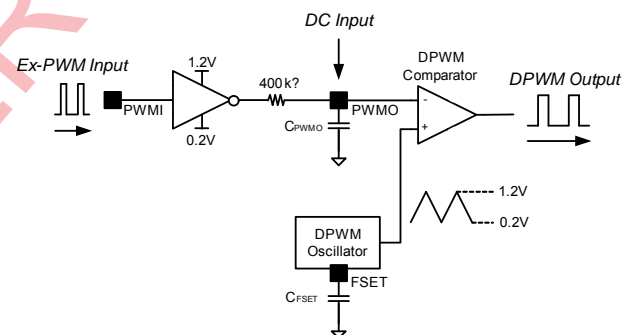 DC Input
Ex-PWM Input
1.2V
400k?
DPWM
Comparator
DPWM Output
PWMI
PWMO
-
+
CPWMO
0.2V
1.2V
0.2V
DPWM
Oscillator
FSET
CFSET